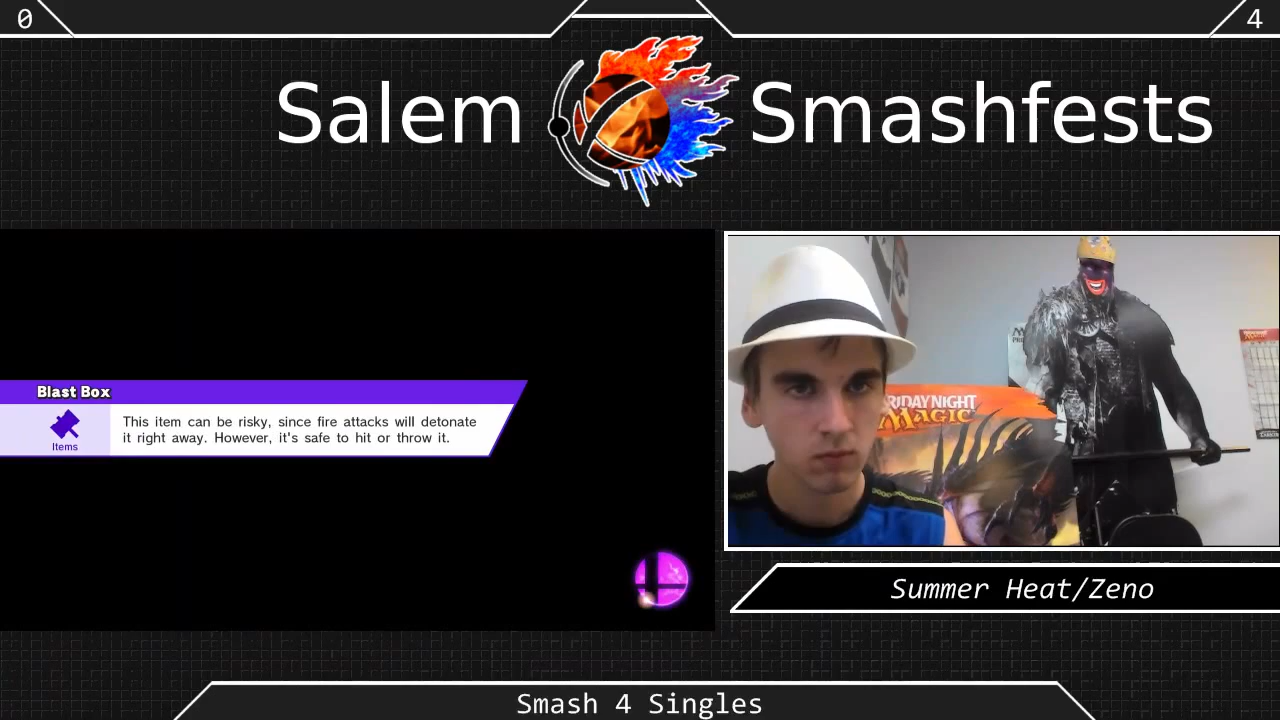 0
4
Salem Smashfests
Blast Box
Items
This item can be risky, since fire attacks will detonate
it right away. However, it's safe to hit or throw it.
FRIDAY NIGHT
MAGIC
Summer Heat/Zeno
Smash 4 Singles